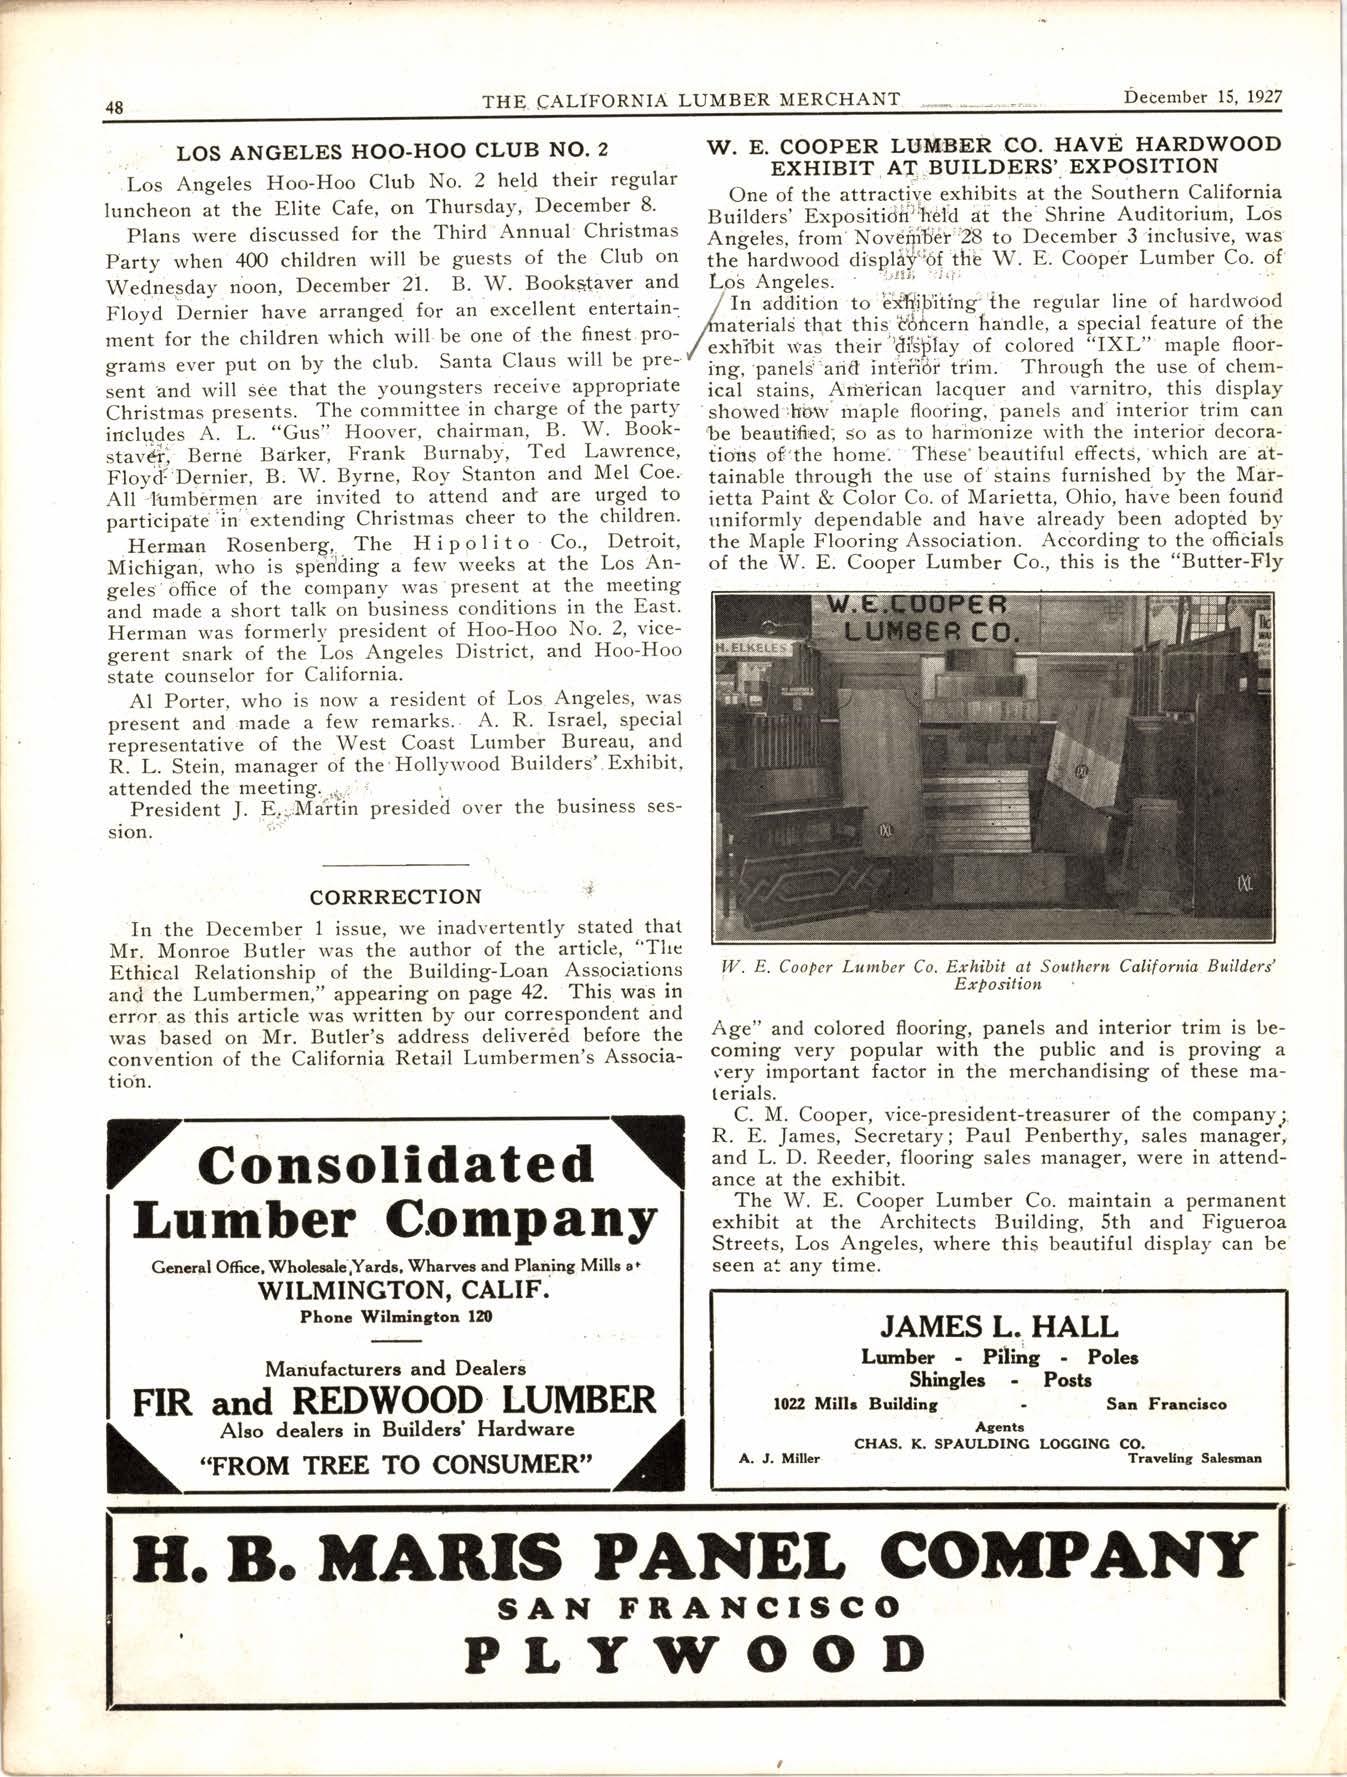 48
THE CALIFORNIA LUMBER MERCHANT
December 15, 1927
LOS ANGELES HOO-HOO CLUB NO. 2
Los Angeles Hoo-Hoo Club No. 2 held their regular
luncheon at the Elite Cafe, on Thursday, December 8.
Plans were discussed for the Third Annual Christmas
Party when 400 children will be guests of the Club on
Wednesday noon, December 21. B. W. Bookstaver and
Floyd Dernier have arranged for an excellent entertain-
ment for the children which will be one of the finest pro-
grams ever put on by the club. Santa Claus will be pre-
sent and will see that the youngsters receive appropriate
Christmas presents. The committee in charge of the party
includes A. L. "Gus" Hoover, chairman, B. W. Book-
staver, Berne Barker, Frank Burnaby, Ted Lawrence,
Floyd Dernier, B. W. Byrne, Roy Stanton and Mel Coe.
All lumbermen are invited to attend and are urged to
participate in extending Christmas cheer to the children.
Herman Rosenberg, The Hipolito Co., Detroit,
Michigan, who is spending a few weeks at the Los An-
geles office of the company was present at the meeting
and made a short talk on business conditions in the East.
Herman was formerly president of Hoo-Hoo No. 2, vice-
gerent snark of the Los Angeles District, and Hoo-Hoo
state counselor for California.
Al Porter, who is now a resident of Los Angeles, was
present and made a few remarks. A. R. Israel, special
representative of the West Coast Lumber Bureau, and
R. L. Stein, manager of the Hollywood Builders' Exhibit,
attended the meeting.
President J. E. Martin presided over the business ses-
sion.
CORRRECTION
In the December 1 issue, we inadvertently stated that
Mr. Monroe Butler was the author of the article, "The
Ethical Relationship of the Building-Loan Associations
and the Lumbermen," appearing on page 42. This was in
error as this article was written by our correspondent and
was based on Mr. Butler's address delivered before the
convention of the California Retail Lumbermen's Associa-
tion.
Consolidated
Lumber Company
General Office, Wholesale Yards, Wharves and Planing Mills at
WILMINGTON, CALIF.
Phone Wilmington 120
Manufacturers and Dealers
FIR and REDWOOD LUMBER
Also dealers in Builders' Hardware
"FROM TREE TO CONSUMER"
W. E. COOPER LUMBER CO. HAVE HARDWOOD
EXHIBIT AT BUILDERS' EXPOSITION
One of the attractive exhibits at the Southern California
Builders' Exposition held at the Shrine Auditorium, Los
Angeles, from November 28 to December 3 inclusive, was
the hardwood display of the W. E. Cooper Lumber Co. of
Los Angeles.
In addition to exhibiting the regular line of hardwood
materials that this concern handle, a special feature of the
exhibit was their display of colored "IXL" maple floor-
ing, panels and interior trim. Through the use of chem-
ical stains, American lacquer and varnitro, this display
showed how maple flooring, panels and interior trim can
be beautified, so as to harmonize with the interior decora-
tions of the home. These beautiful effects, which are at-
tainable through the use of stains furnished by the Mar-
ietta Paint & Color Co. of Marietta, Ohio, have been found
uniformly dependable and have already been adopted by
the Maple Flooring Association. According to the officials
of the W. E. Cooper Lumber Co., this is the "Butter-Fly
W.E.COOPER
LUMBER CO.
H. ELKELES
IXL
IXL
IXL
W. E. Cooper Lumber Co. Exhibit at Southern California Builders'
Exposition
Age" and colored flooring, panels and interior trim is be-
coming very popular with the public and is proving a
very important factor in the merchandising of these ma-
terials.
C. M. Cooper, vice-president-treasurer of the company;
R. E. James, Secretary; Paul Penberthy, sales manager,
and L. D. Reeder, flooring sales manager, were in attend-
ance at the exhibit.
The W. E. Cooper Lumber Co. maintain a permanent
exhibit at the Architects Building, 5th and Figueroa
Streets, Los Angeles, where this beautiful display can be
seen at any time.
JAMES L. HALL
Lumber - Piling - Poles
Shingles - Posts
1022 Mills Building - San Francisco
Agents
CHAS. K. SPAULDING LOGGING CO.
A. J. Miller Traveling Salesman
H. B. MARIS PANEL COMPANY
SAN FRANCISCO
PLYWOOD